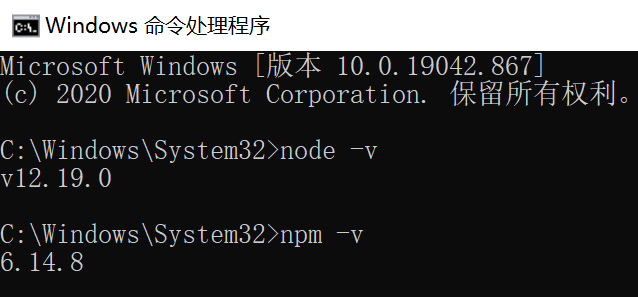 Windows 命令处理程序
Microsoft Windows [版本 10.0.19042.867]
(c) 2020 Microsoft Corporation. 保留所有权利。
C:\Windows\System32>node -v
v12.19.0
C:\Windows\System32>npm -v
6.14.8